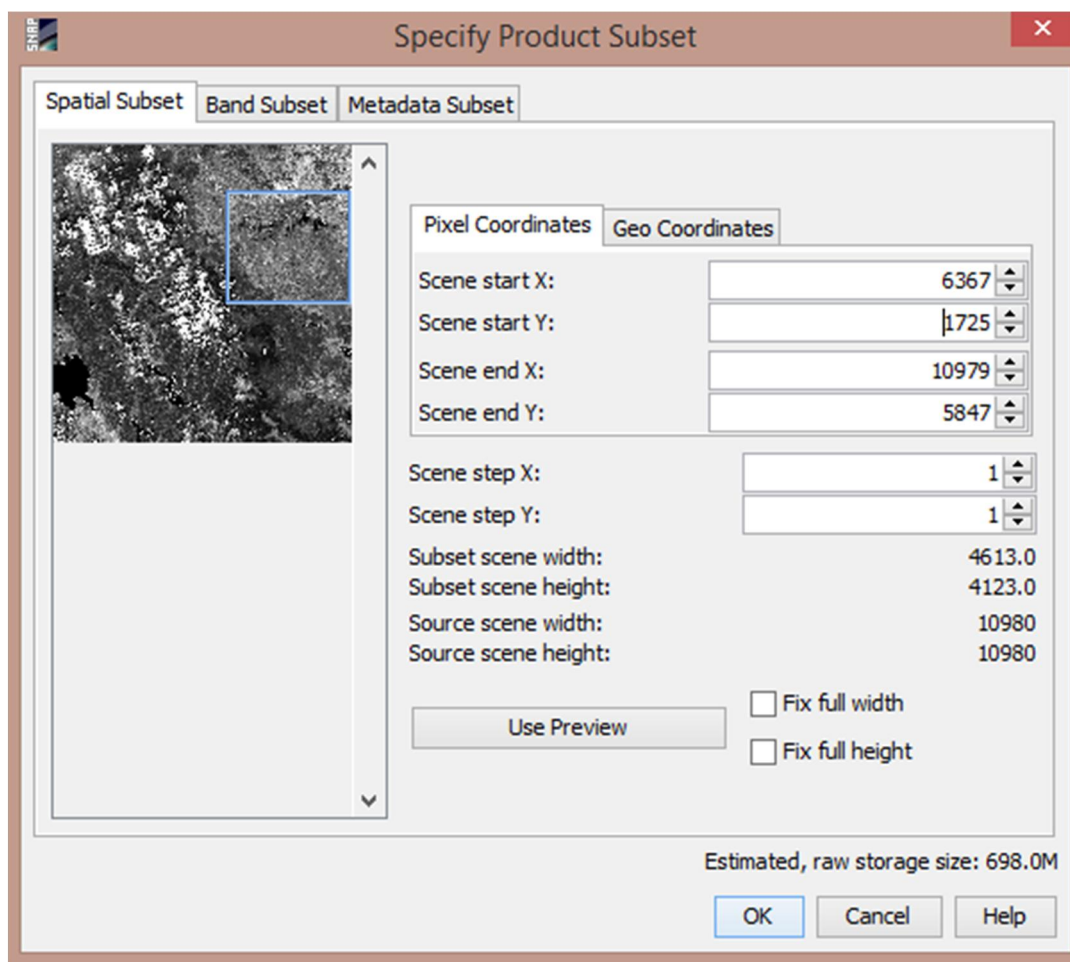 SNAP
Specify Product Subset
Spatial Subset Band Subset Metadata Subset
Pixel Coordinates Geo Coordinates
Scene start X: 6367
Scene start Y: 1725
Scene end X: 10979
Scene end Y: 5847
Scene step X: 1
Scene step Y: 1
Subset scene width: 4613.0
Subset scene height: 4123.0
Source scene width: 10980
Source scene height: 10980
Use Preview
Fix full width
Fix full height
Estimated, raw storage size: 698.0M
OK Cancel Help